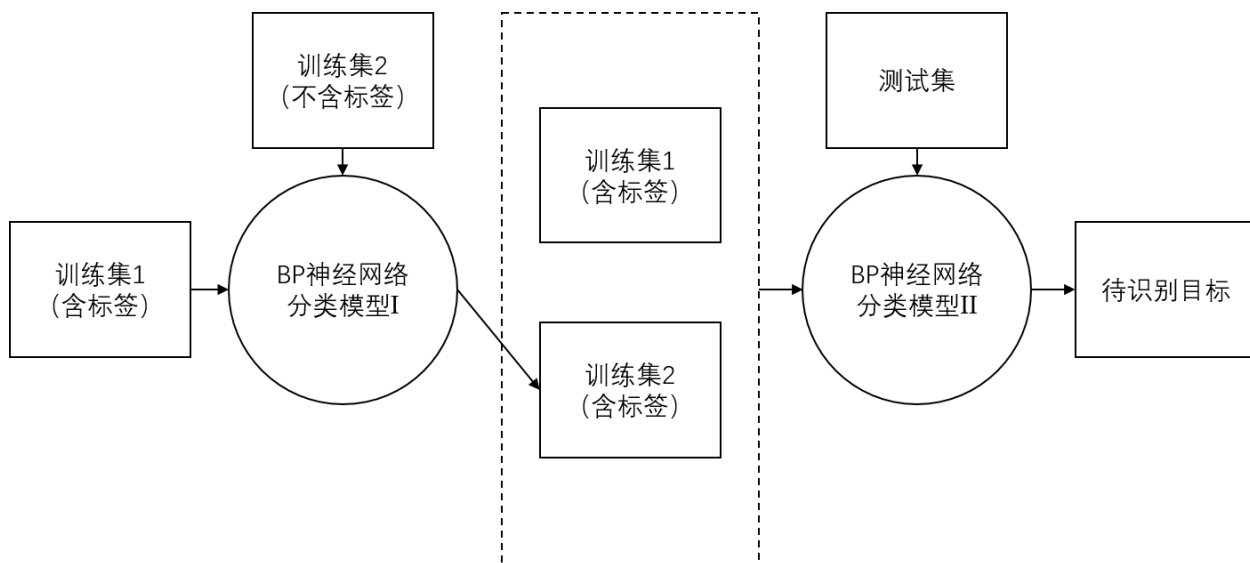 训练集1
（含标签）
训练集2
（不含标签）
BP神经网络
分类模型I
训练集1
（含标签）
训练集2
（含标签）
测试集
BP神经网络
分类模型II
待识别目标